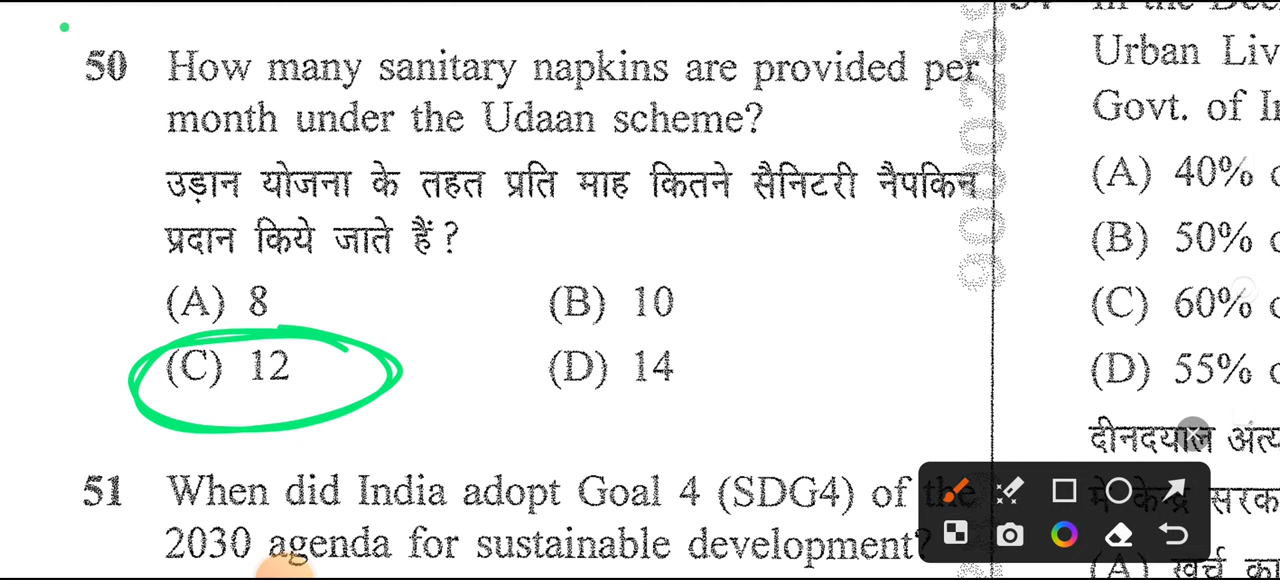 50 How many sanitary napkins are provided per
month under the Udaan scheme?
उड़ान योजना के तहत प्रति माह कितने सैनिटरी नैपकिन
प्रदान किये जाते हैं ?
(A) 8 (B) 10
(C) 12 (D) 14
51 When did India adopt Goal 4 (SDG4) of the
2030 agenda for sustainable development?
Urban Liv
Govt. of
(A) 40%
(B) 50%
(C) 60%
(D) 55%
दीनदयाल